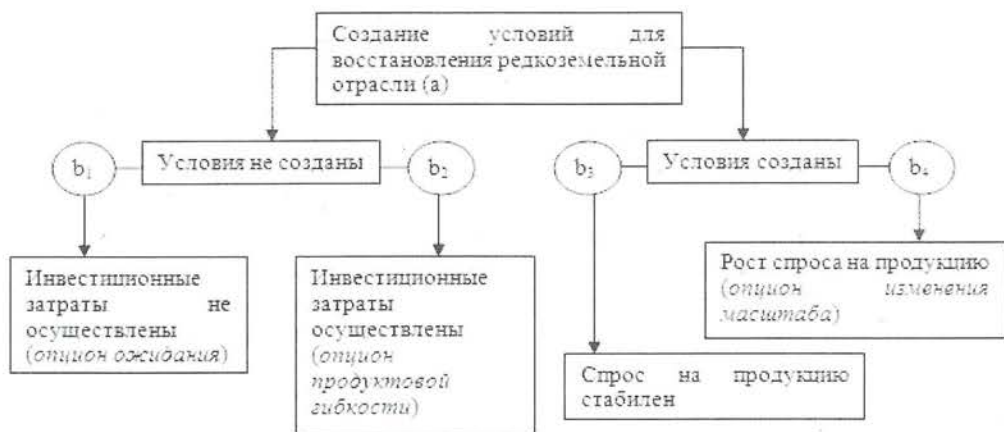 Создание условий для
восстановления редкоземельной
отрасли (а)
b₁
Условия не созданы
b₂
b₃
Условия созданы
b₄
Инвестиционные
затраты не
осуществлены
(опцион ожидания)
Инвестиционные
затраты
осуществлены
(опцион
продуктовой
гибкости)
Рост спроса на продукцию
(опцион изменения
масштаба)
Спрос на продукцию
стабилен